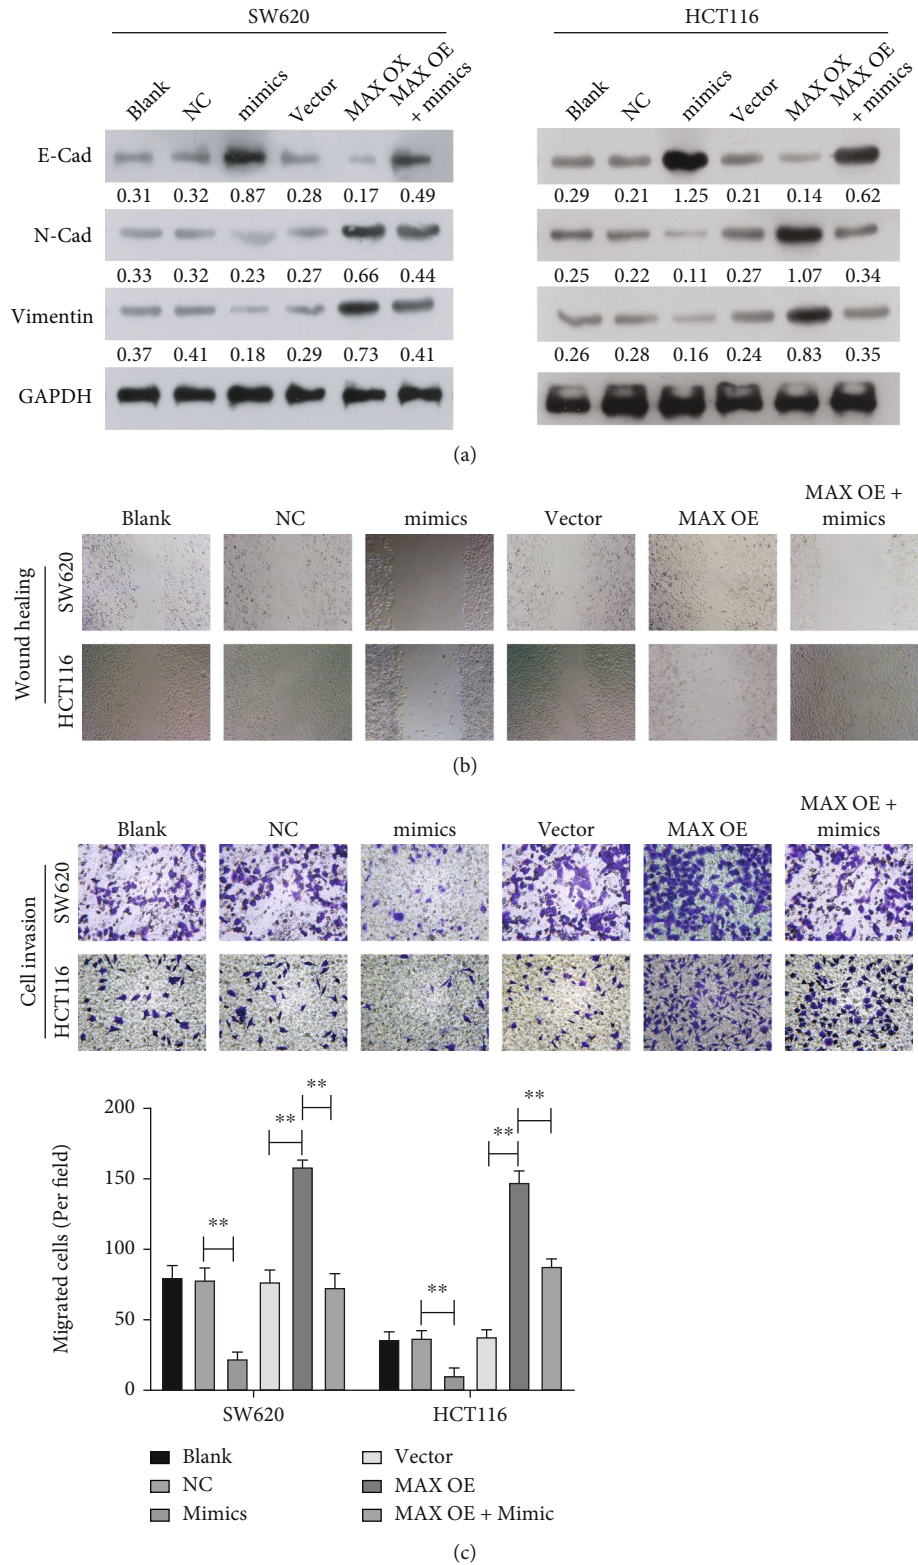 SW620 HCT116
Blank NC mimics Vector MAX OX MAX OE + mimics Blank NC mimics Vector MAX OX MAX OE + mimics
E-Cad
0.31 0.32 0.87 0.28 0.17 0.49 0.29 0.21 1.25 0.21 0.14 0.62
N-Cad
0.33 0.32 0.23 0.27 0.66 0.44 0.25 0.22 0.11 0.27 1.07 0.34
Vimentin
0.37 0.41 0.18 0.29 0.73 0.41 0.26 0.28 0.16 0.24 0.83 0.35
GAPDH
(a)
Blank NC mimics Vector MAX OE MAX OE + mimics
Wound healing
SW620
HCT116
(b)
Blank NC mimics Vector MAX OE MAX OE + mimics
Cell invasion
SW620
HCT116
Migrated cells (Per field)
200
150
100
50
0
** ** ** ** ** **
SW620 HCT116
Blank Vector
NC MAX OE
Mimics MAX OE + Mimic
(c)